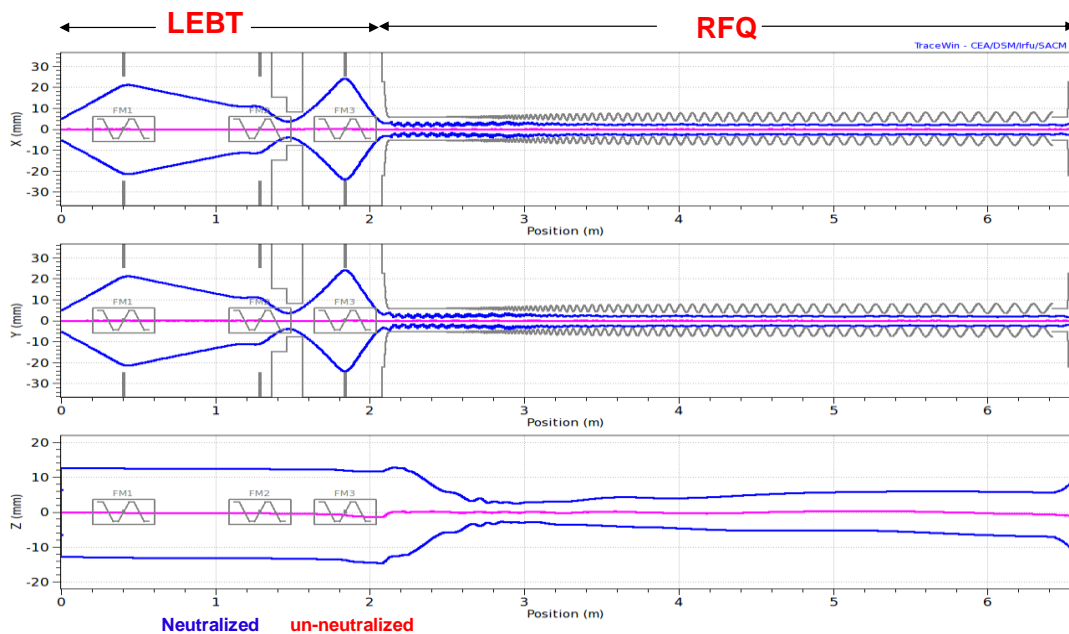 LEBT RFQ
TraceWin - CEA/DSM/Irfu/SACM
X (mm)
30
20
10
0
-10
-20
-30
FM1 FM2 FM3
0 1 2 3 4 5 6
Position (m)
Y (mm)
30
20
10
0
-10
-20
-30
FM1 FM2 FM3
0 1 2 3 4 5 6
Position (m)
Z (mm)
20
10
0
-10
-20
FM1 FM2 FM3
0 1 2 3 4 5 6
Position (m)
Neutralized un-neutralized